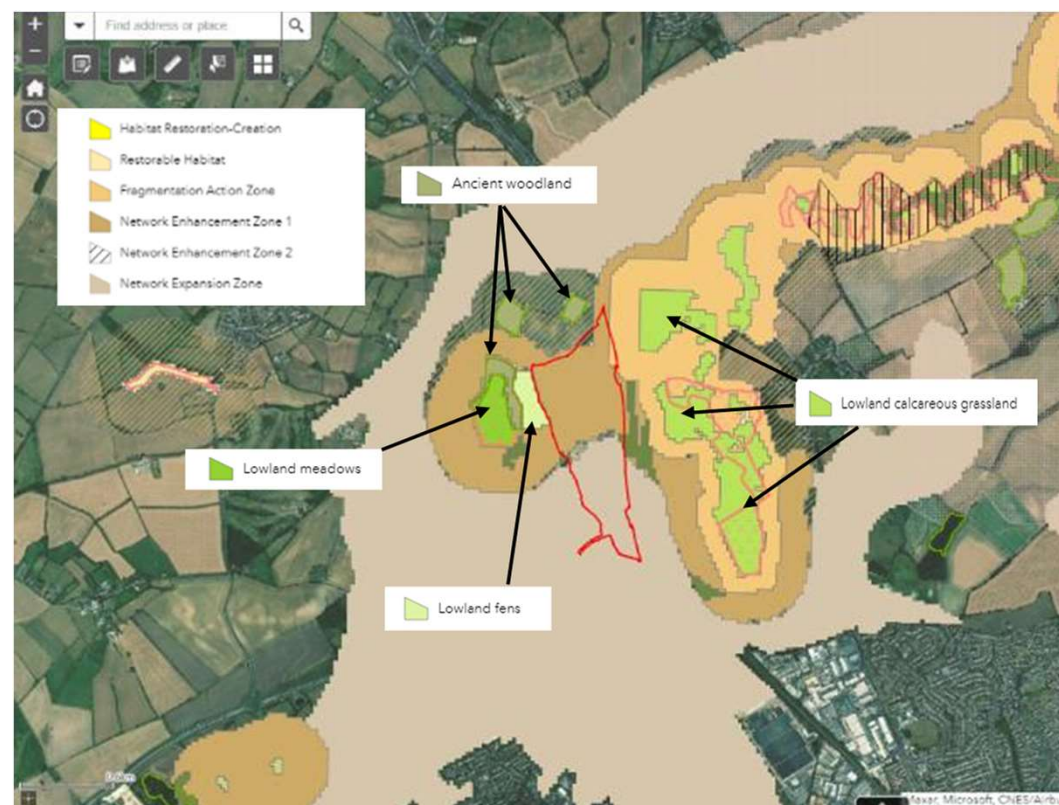 +
Find address or place
−
Habitat Restoration-Creation
Restorable Habitat
Fragmentation Action Zone
Network Enhancement Zone 1
Network Enhancement Zone 2
Network Expansion Zone
Ancient woodland
Lowland calcareous grassland
Lowland meadows
Lowland fens
Maxar, Microsoft, CNES/Airb